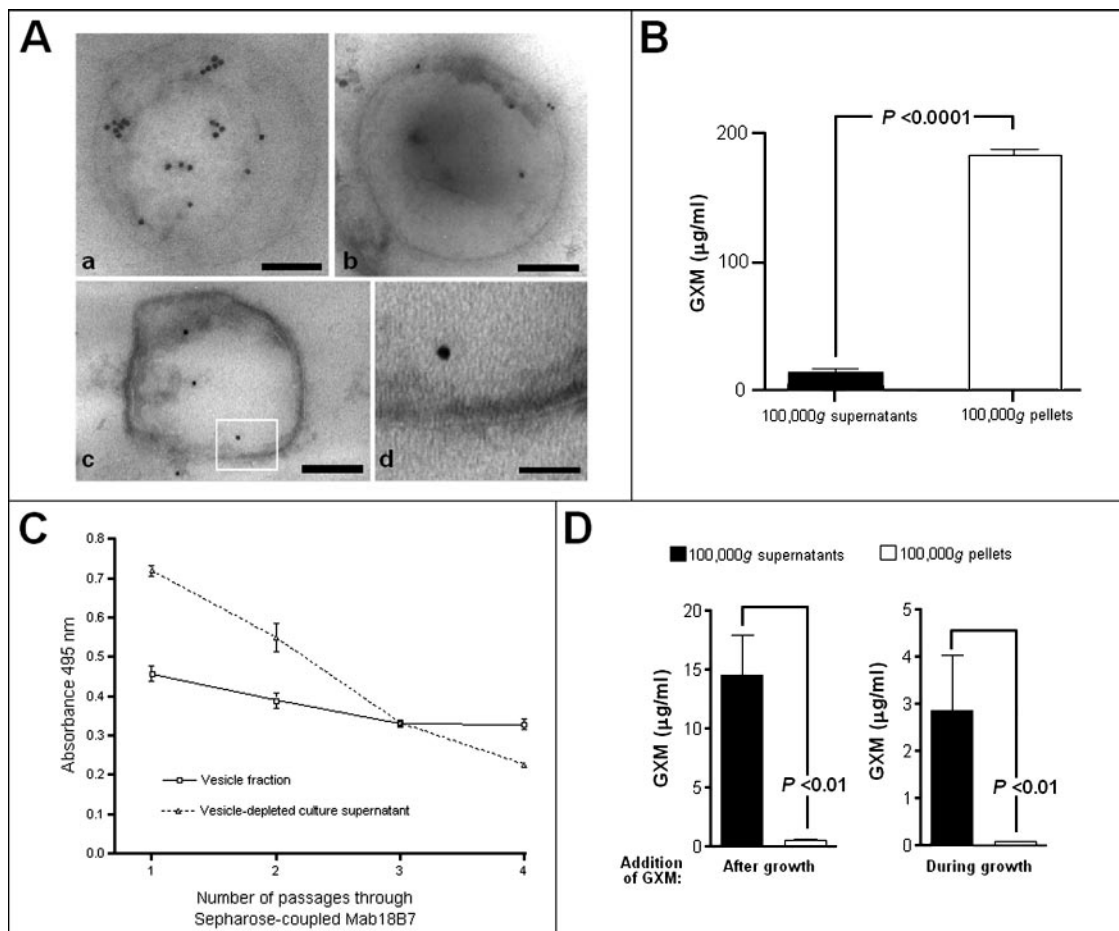 A
a
b
c
d
B
P <0.0001
200
100
0
GXM (µg/ml)
100,000g supernatants
100,000g pellets
C
0.8
0.7
0.6
0.5
0.4
0.3
0.2
0.1
0.0
Absorbance 495 nm
Vesicle fraction
Vesicle-depleted culture supernatant
1 2 3 4
Number of passages through
Sepharose-coupled Mab18B7
D
100,000g supernatants
100,000g pellets
20
15
10
5
0
GXM (µg/ml)
P <0.01
5
4
3
2
1
0
GXM (µg/ml)
P <0.01
Addition
of GXM:
After growth
During growth